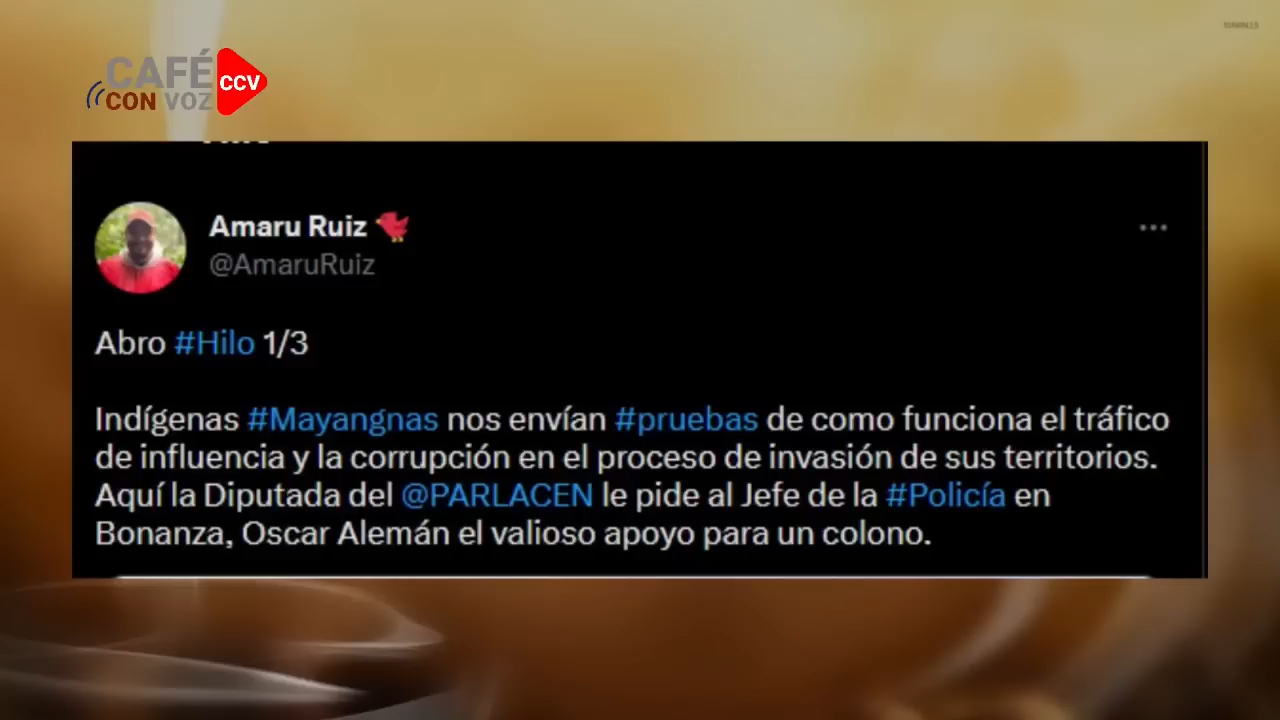 CAFÉ
CON VOZ
CCV
Amaru Ruiz
@AmaruRuiz
Abro #Hilo 1/3
Indígenas #Mayangnas nos envían #pruebas de como funciona el tráfico
de influencia y la corrupción en el proceso de invasión de sus territorios.
Aquí la Diputada del @PARLACEN le pide al Jefe de la #Policía en
Bonanza, Oscar Alemán el valioso apoyo para un colono.